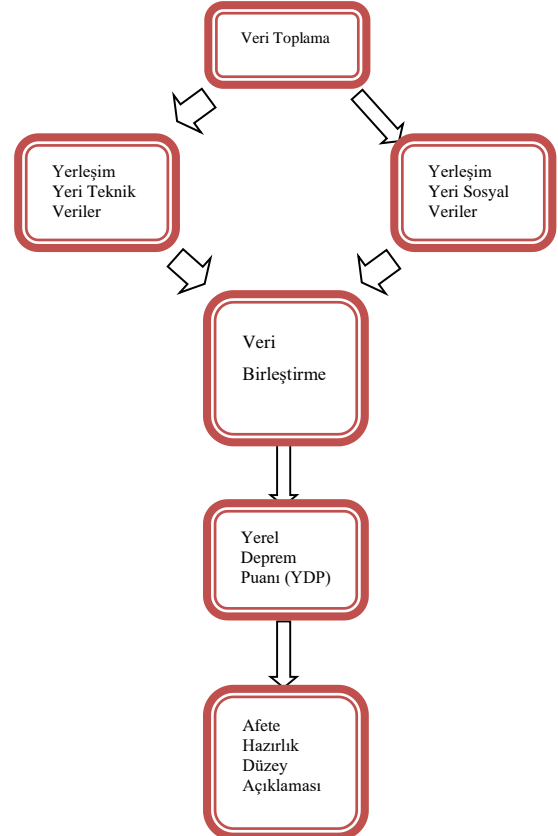 Veri Toplama
Yerleşim
Yeri Teknik
Veriler
Yerleşim
Yeri Sosyal
Veriler
Veri
Birleştirme
Yerel
Deprem
Puanı (YDP)
Afete
Hazırlık
Düzey
Açıklaması